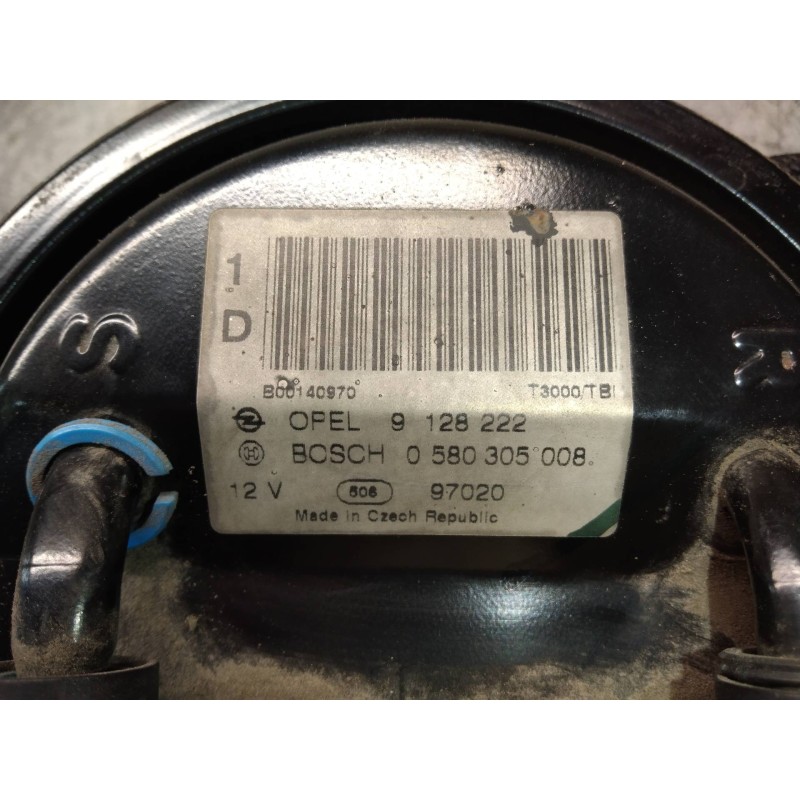 1
D
S
B00140970
T3000/TBI
OPEL 9 128 222
BOSCH 0 580 305 008
12 V 506 97020
Made in Czech Republic